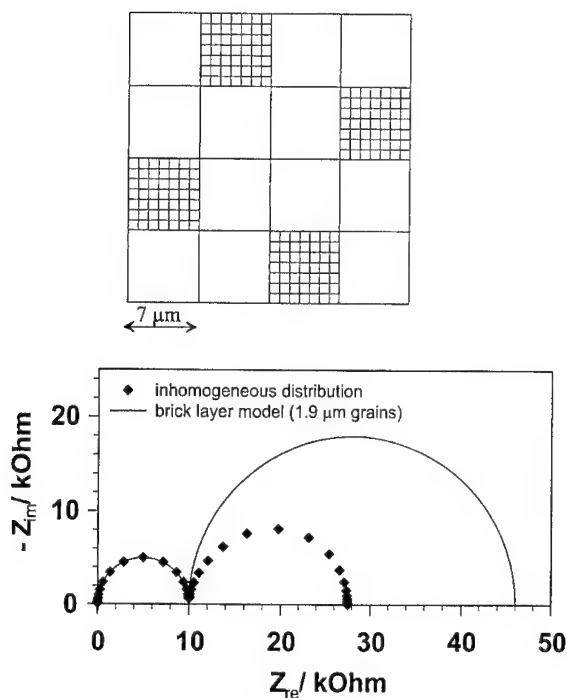 7 μm
inhomogeneous distribution
brick layer model (1.9 μm grains)
- Z_im/ kOhm
20
10
0
0 10 20 30 40 50
Z_re/ kOhm